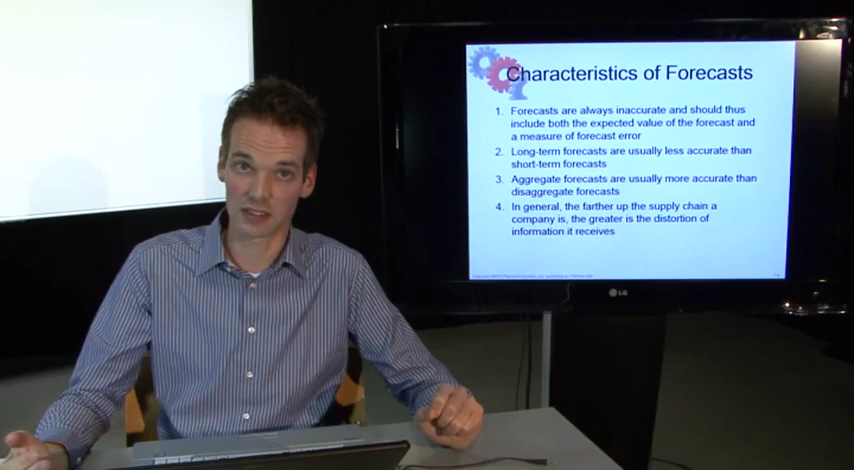 Characteristics of Forecasts
1. Forecasts are always inaccurate and should thus
include both the expected value of the forecast and
a measure of forecast error
2. Long-term forecasts are usually less accurate than
short-term forecasts
3. Aggregate forecasts are usually more accurate than
disaggregate forecasts
4. In general, the farther up the supply chain a
company is, the greater is the distortion of
information it receives
LG